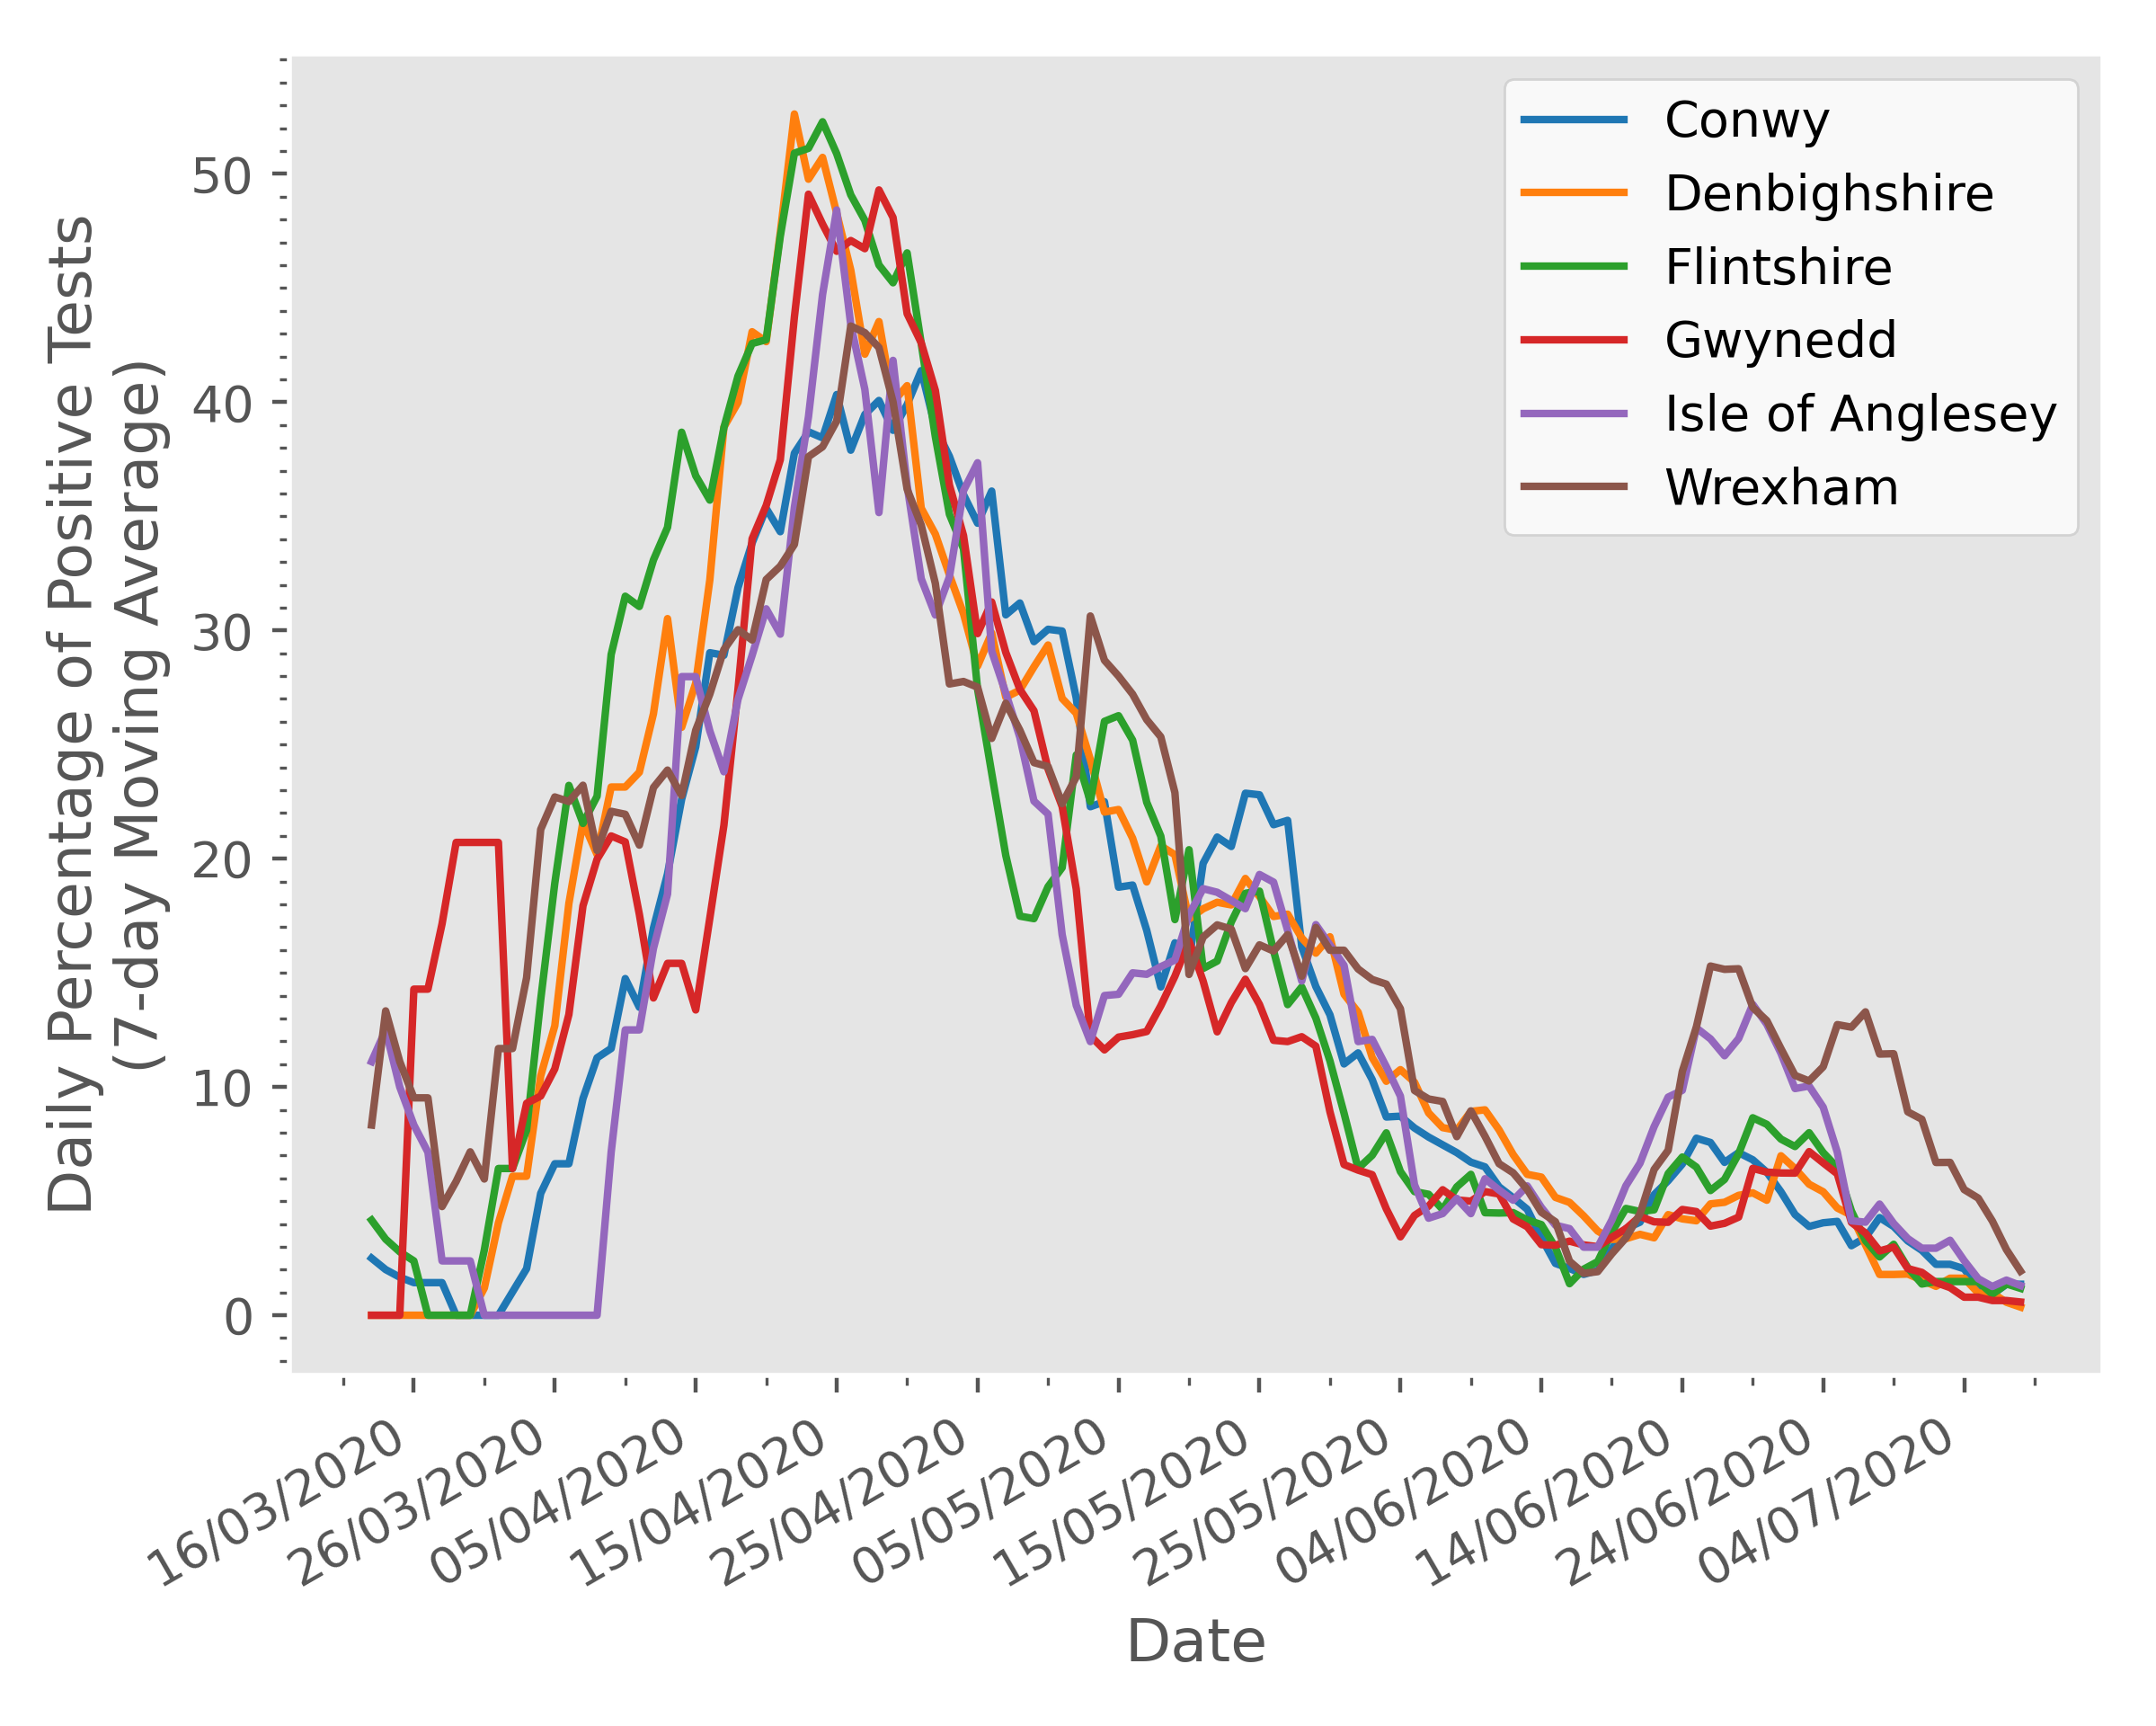 Daily Percentage of Positive Tests
(7-day Moving Average)
50
40
30
20
10
0
Conwy
Denbighshire
Flintshire
Gwynedd
Isle of Anglesey
Wrexham
16/03/2020
26/03/2020
05/04/2020
15/04/2020
25/04/2020
05/05/2020
15/05/2020
25/05/2020
04/06/2020
14/06/2020
24/06/2020
04/07/2020
Date